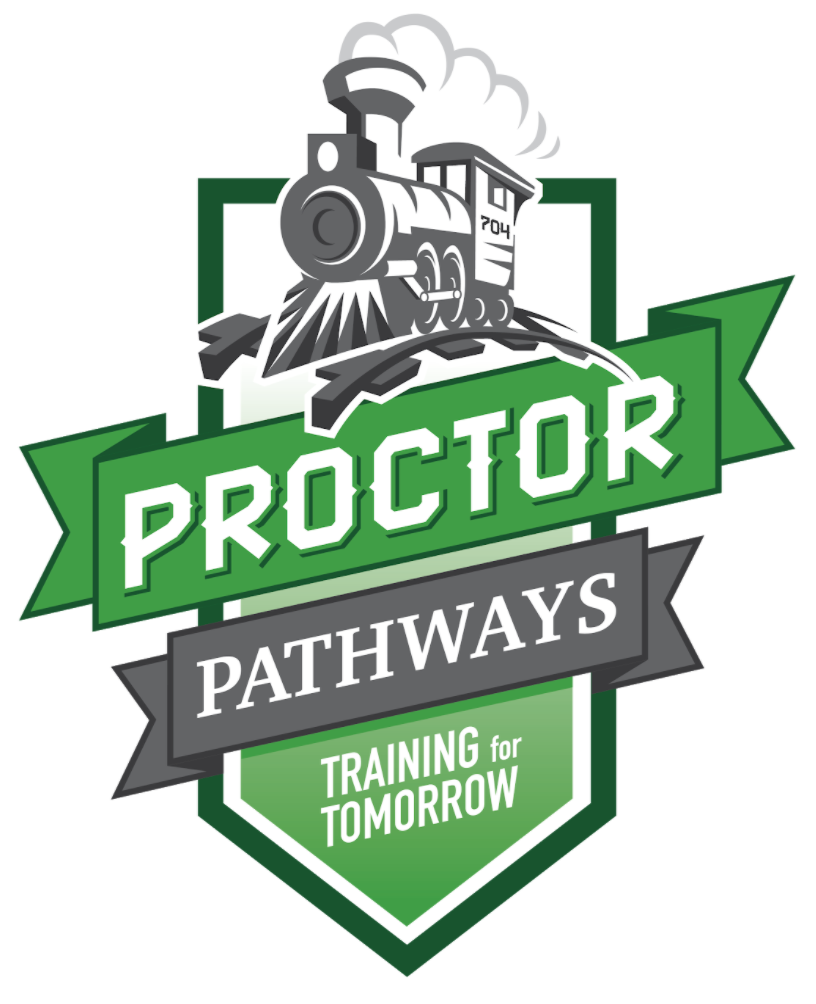 704
PROCTOR
PATHWAYS
TRAINING for
TOMORROW